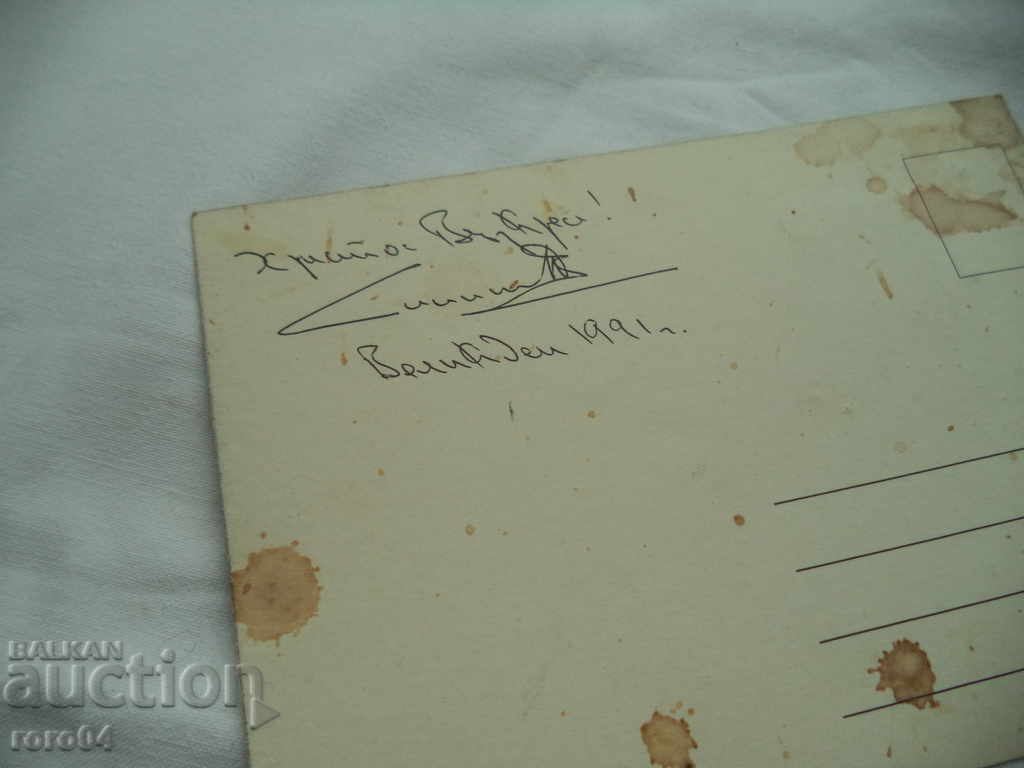 Христос Възкресе!
Великден 1991 г.
BALKAN
auction
roro04